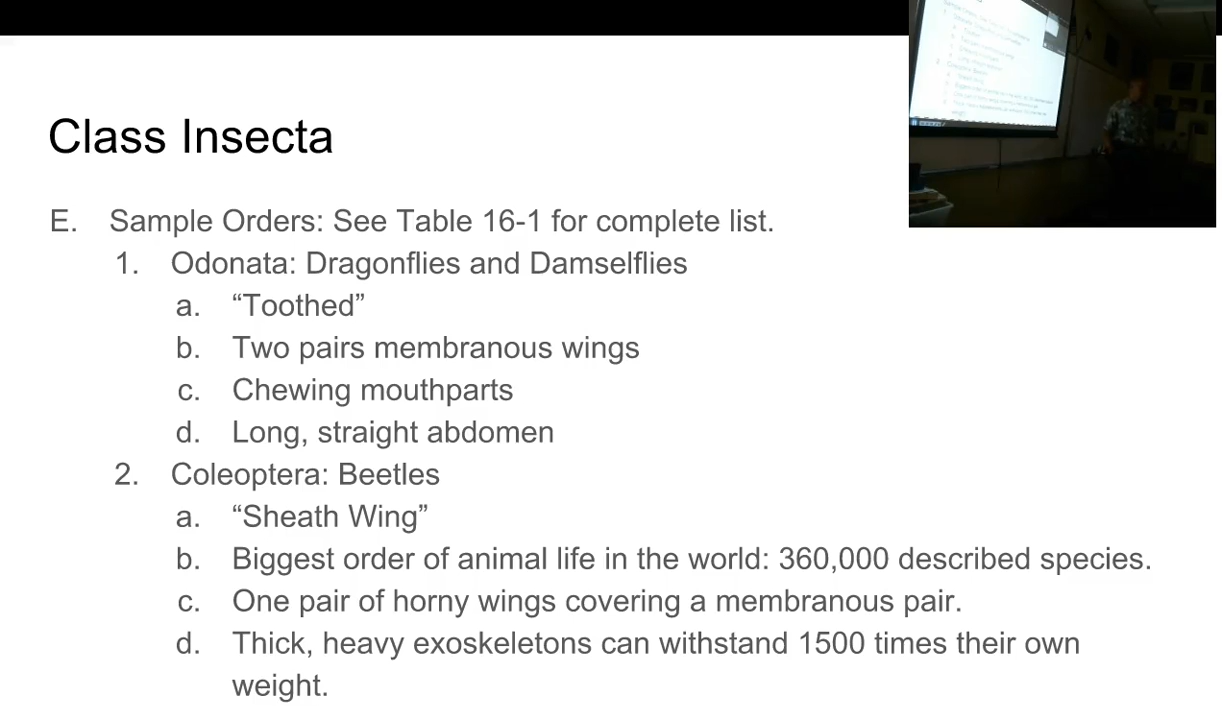 Class Insecta
E. Sample Orders: See Table 16-1 for complete list.
1. Odonata: Dragonflies and Damselflies
a. “Toothed”
b. Two pairs membranous wings
c. Chewing mouthparts
d. Long, straight abdomen
2. Coleoptera: Beetles
a. “Sheath Wing”
b. Biggest order of animal life in the world: 360,000 described species.
c. One pair of horny wings covering a membranous pair.
d. Thick, heavy exoskeletons can withstand 1500 times their own
weight.